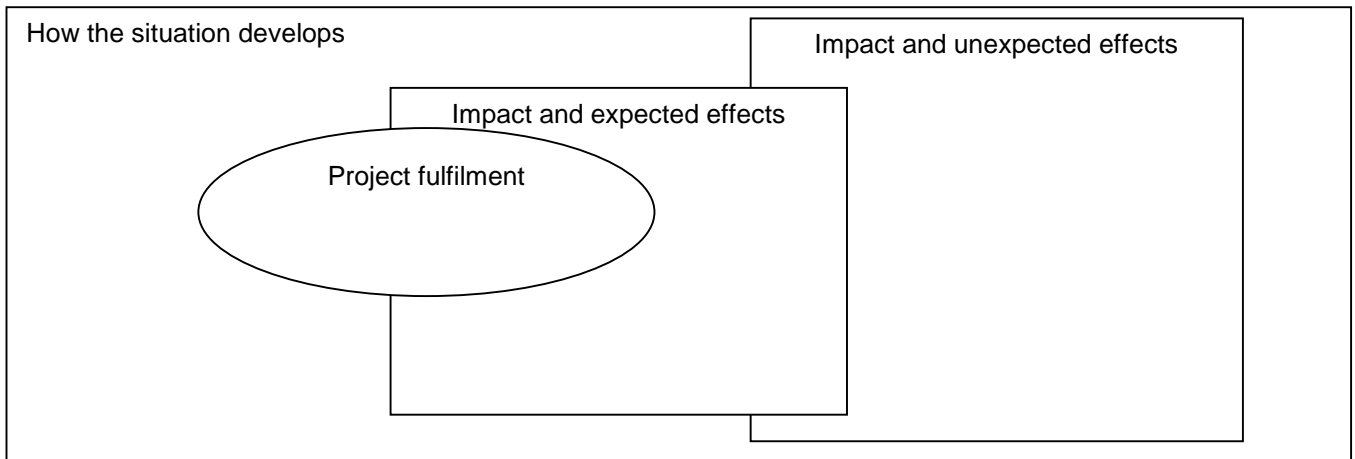 How the situation develops
Impact and unexpected effects
Impact and expected effects
Project fulfilment